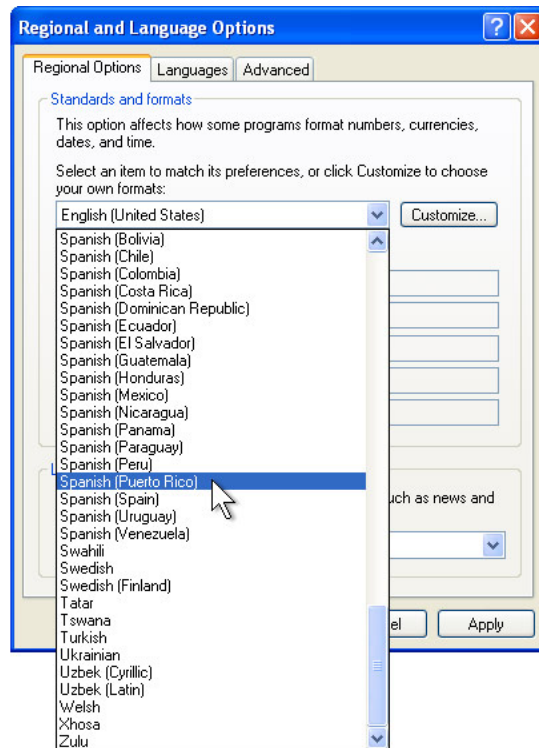 Regional and Language Options
Regional Options Languages Advanced
Standards and formats
This option affects how some programs format numbers, currencies,
dates, and time.
Select an item to match its preferences, or click Customize to choose
your own formats:
English (United States) Customize...
Spanish (Bolivia)
Spanish (Chile)
Spanish (Colombia)
Spanish (Costa Rica)
Spanish (Dominican Republic)
Spanish (Ecuador)
Spanish (El Salvador)
Spanish (Guatemala)
Spanish (Honduras)
Spanish (Mexico)
Spanish (Nicaragua)
Spanish (Panama)
Spanish (Paraguay)
Spanish (Peru)
Spanish (Puerto Rico)
Spanish (Spain) as news and
Spanish (Uruguay)
Spanish (Venezuela)
Swahili
Swedish
Swedish (Finland)
Tatar
Tswana
Turkish Apply
Ukrainian
Uzbek (Cyrillic)
Uzbek (Latin)
Welsh
Xhosa
Zulu